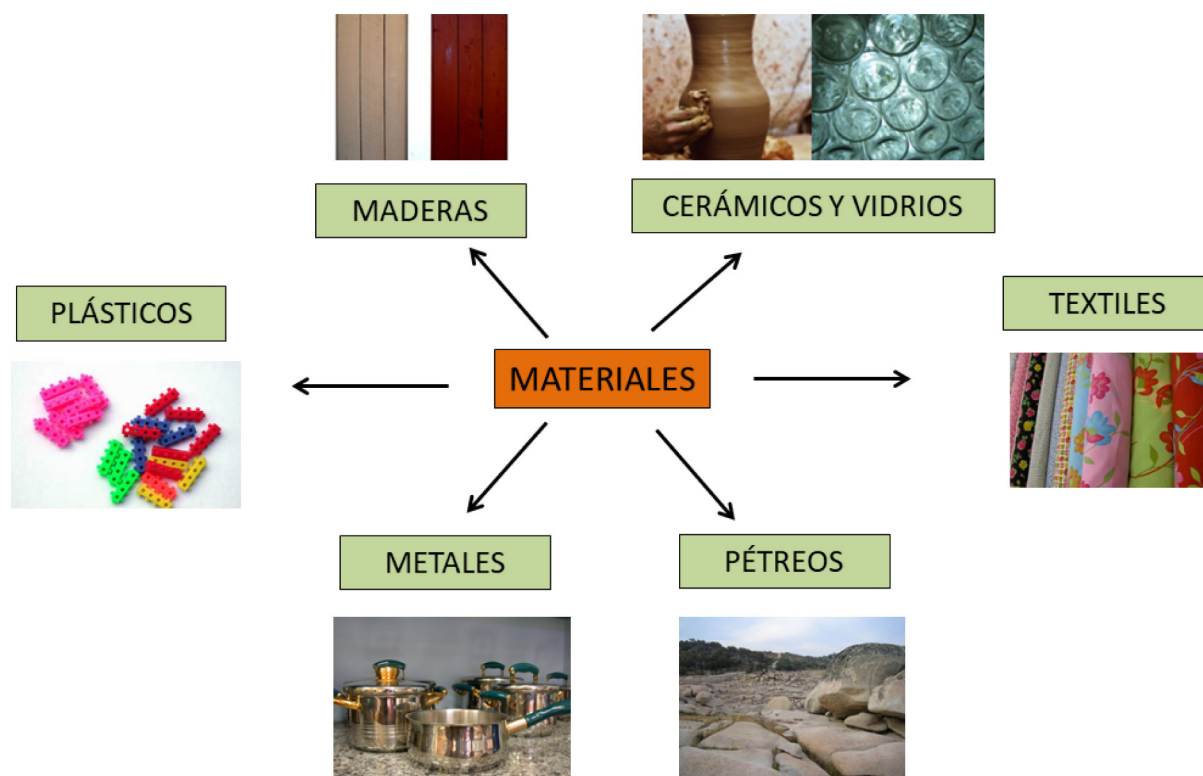 MADERAS
CERÁMICOS Y VIDRIOS
PLÁSTICOS
TEXTILES
MATERIALES
METALES
PÉTREOS